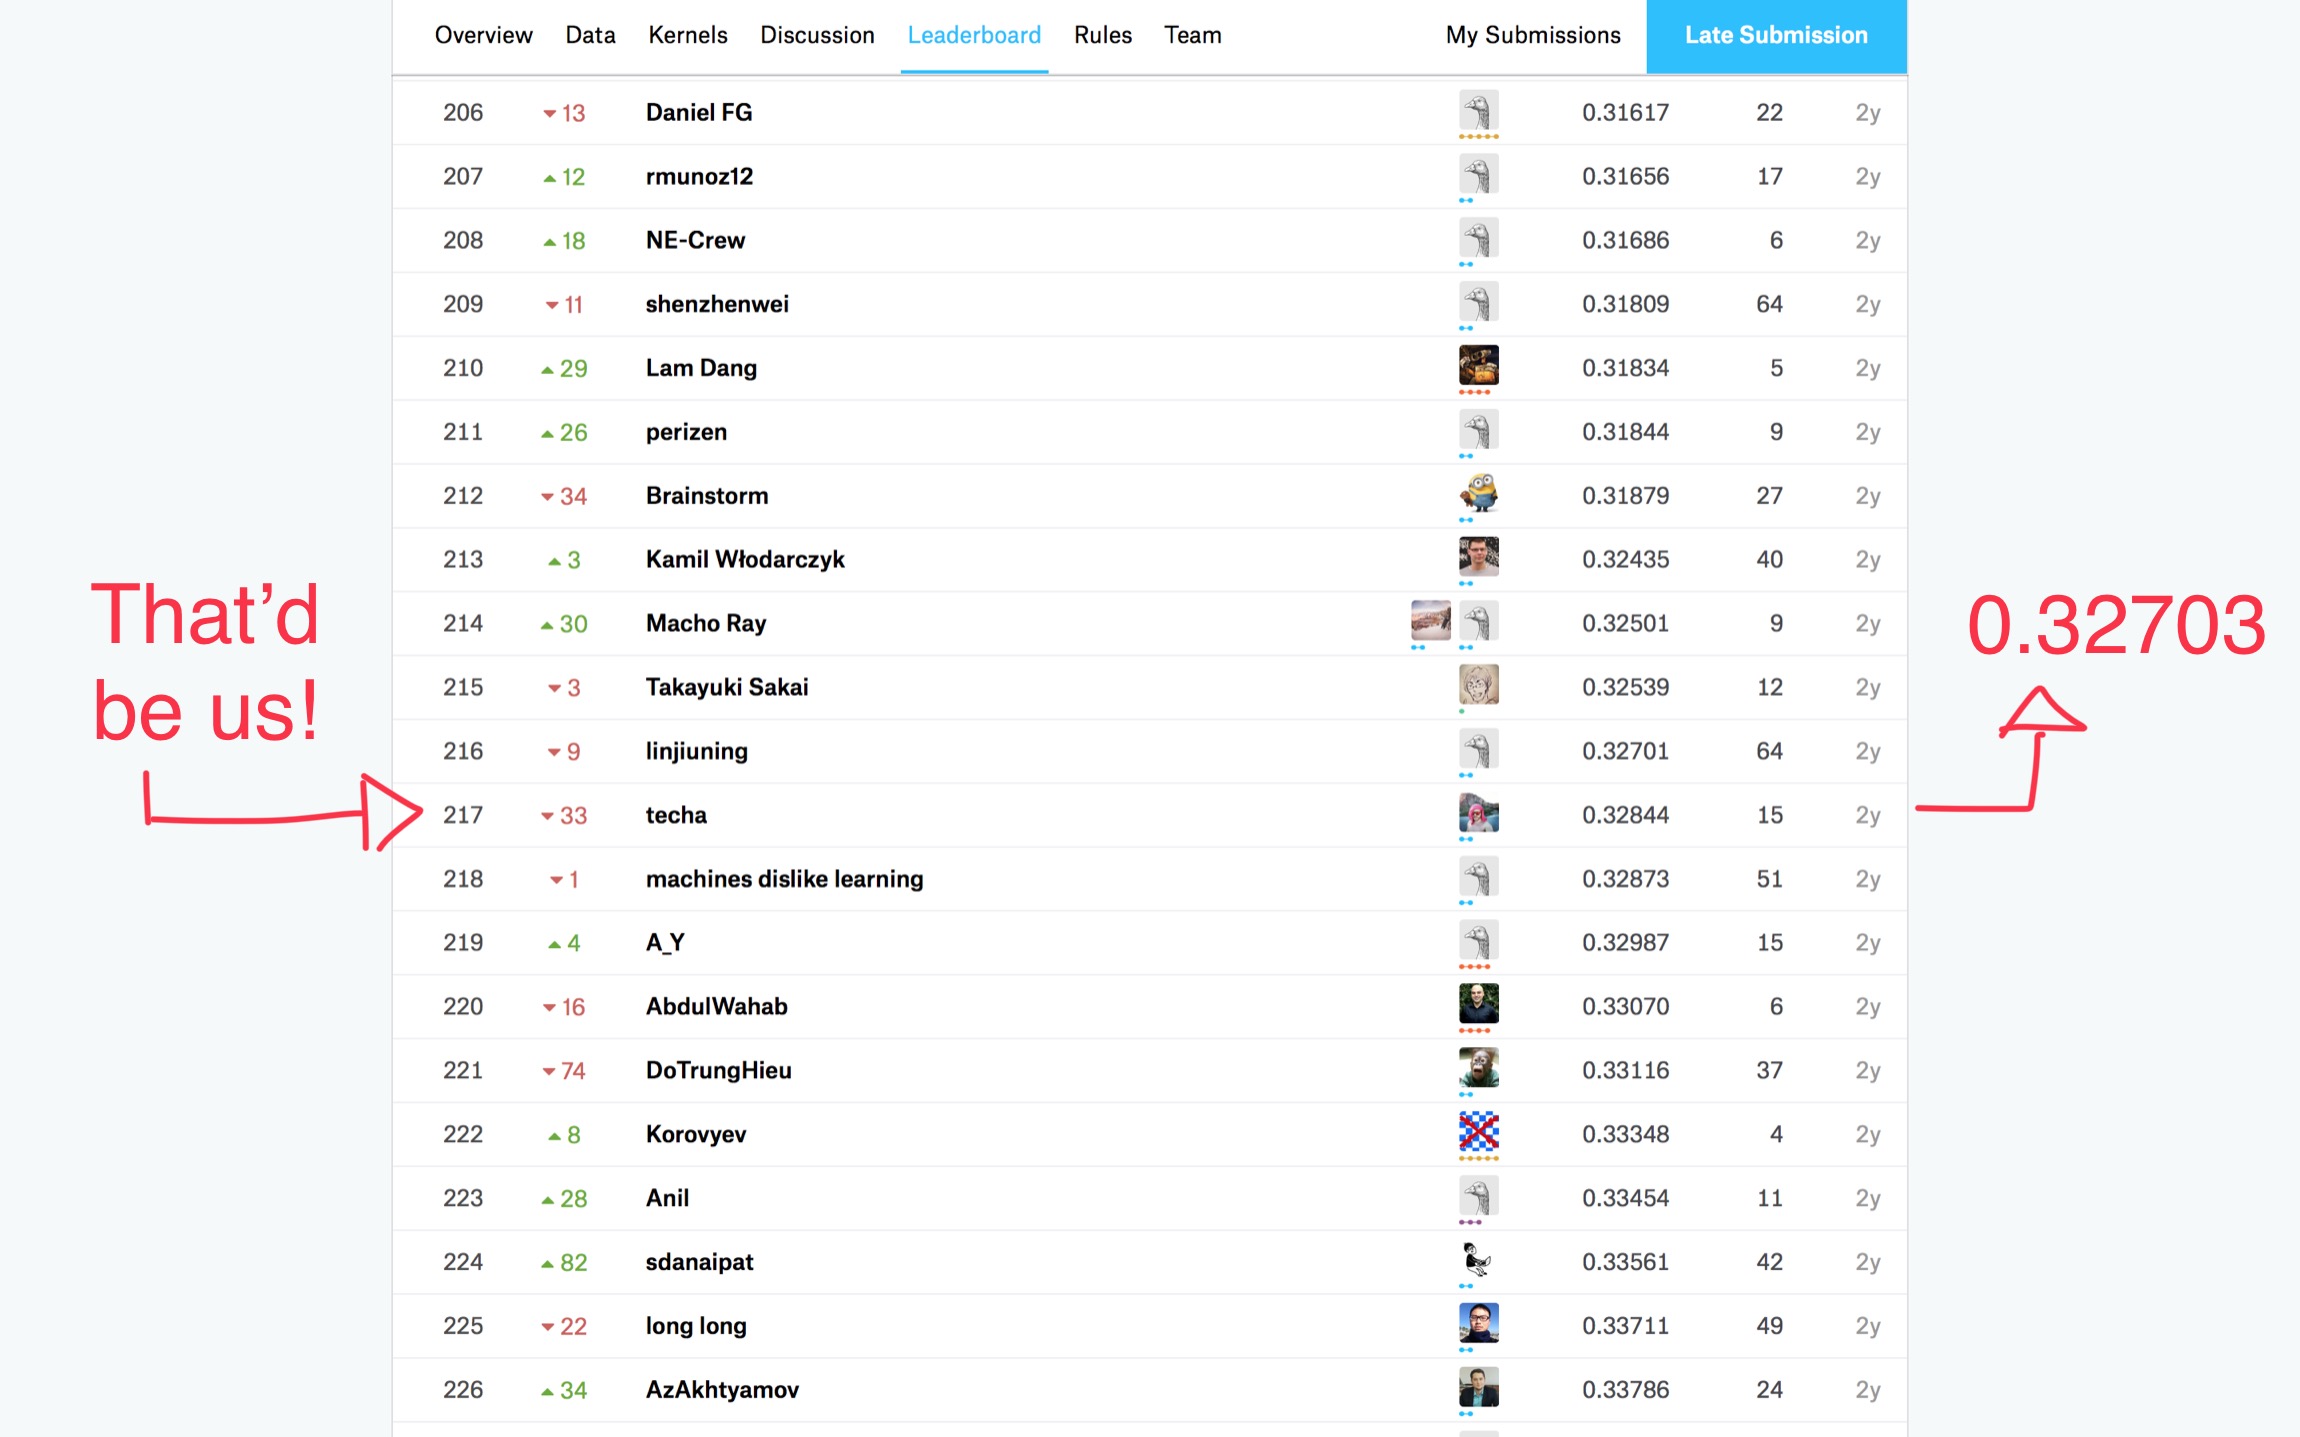 Overview Data Kernels Discussion Leaderboard Rules Team My Submissions Late Submission
206 ▼ 13 Daniel FG 0.31617 22 2y
207 ▲ 12 rmunoz12 0.31656 17 2y
208 ▲ 18 NE-Crew 0.31686 6 2y
209 ▼ 11 shenzhenwei 0.31809 64 2y
210 ▲ 29 Lam Dang 0.31834 5 2y
211 ▲ 26 perizen 0.31844 9 2y
212 ▼ 34 Brainstorm 0.31879 27 2y
213 ▲ 3 Kamil Włodarczyk 0.32435 40 2y
214 ▲ 30 Macho Ray 0.32501 9 2y
215 ▼ 3 Takayuki Sakai 0.32539 12 2y
216 ▼ 9 linjiuning 0.32701 64 2y
217 ▼ 33 techa 0.32844 15 2y
218 ▼ 1 machines dislike learning 0.32873 51 2y
219 ▲ 4 A_Y 0.32987 15 2y
220 ▼ 16 AbdulWahab 0.33070 6 2y
221 ▼ 74 DoTrungHieu 0.33116 37 2y
222 ▲ 8 Korovyev 0.33348 4 2y
223 ▲ 28 Anil 0.33454 11 2y
224 ▲ 82 sdanaipat 0.33561 42 2y
225 ▼ 22 long long 0.33711 49 2y
226 ▲ 34 AzAkhtyamov 0.33786 24 2y
That’d
be us!
0.32703